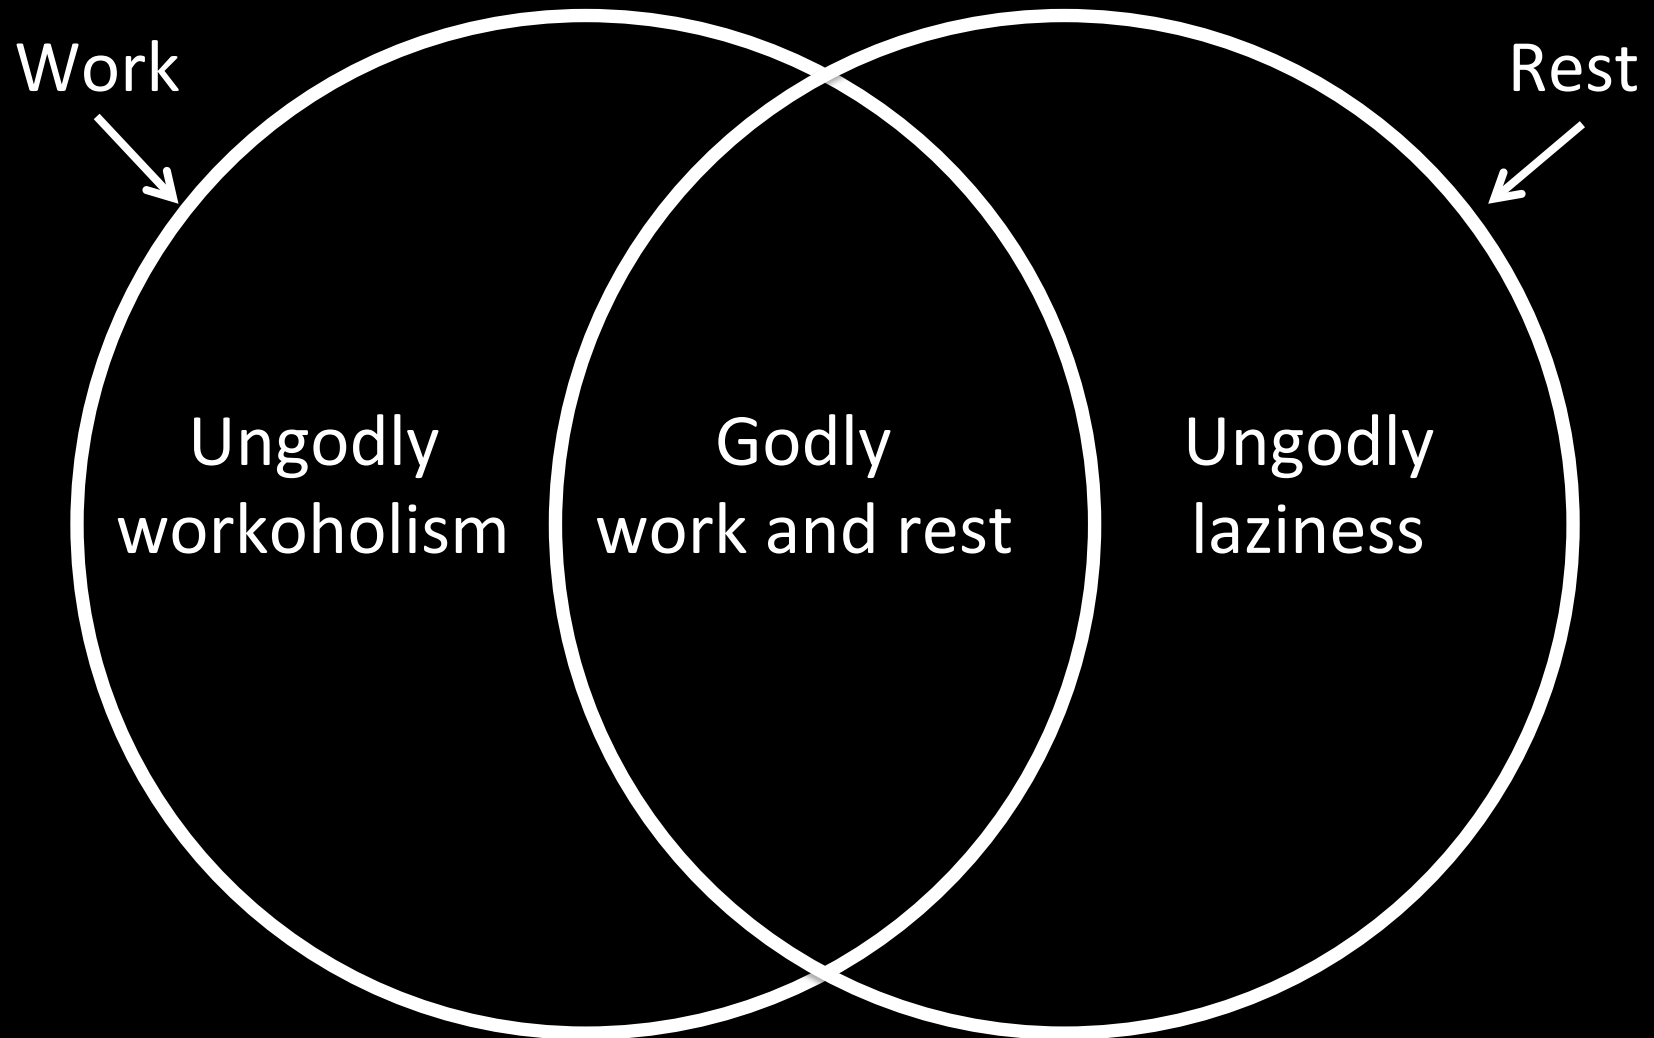 Work
Rest
Ungodly
workoholism
Godly
work and rest
Ungodly
laziness